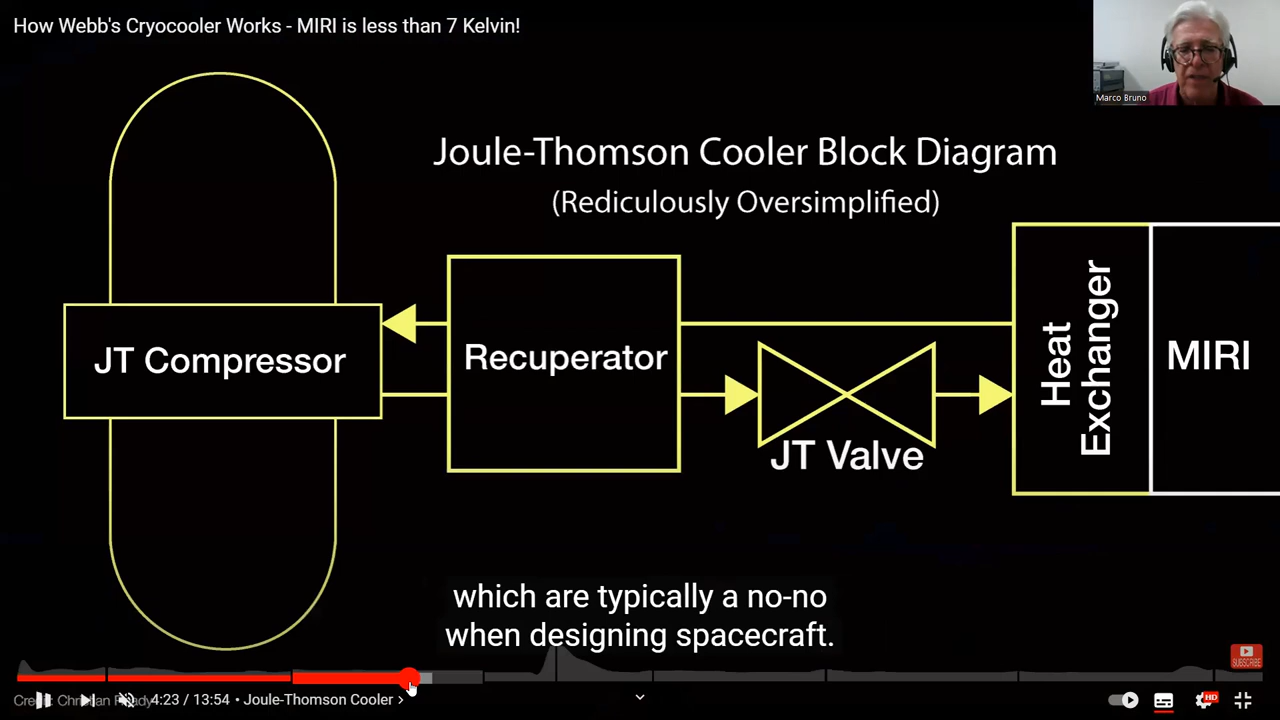 How Webb's Cryocooler Works - MIRI is less than 7 Kelvin!
Marco Bruno
Joule-Thomson Cooler Block Diagram
(Rediculously Oversimplified)
JT Compressor
Recuperator
JT Valve
Heat
Exchanger
MIRI
which are typically a no-no
when designing spacecraft.
SUBSCRIBE
4:23 / 13:54 • Joule-Thomson Cooler ›
HD